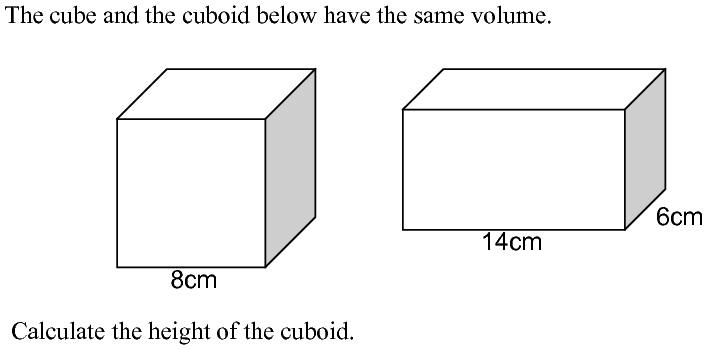 The cube and the cuboid below have the same volume.
8cm
14cm
6cm
Calculate the height of the cuboid.